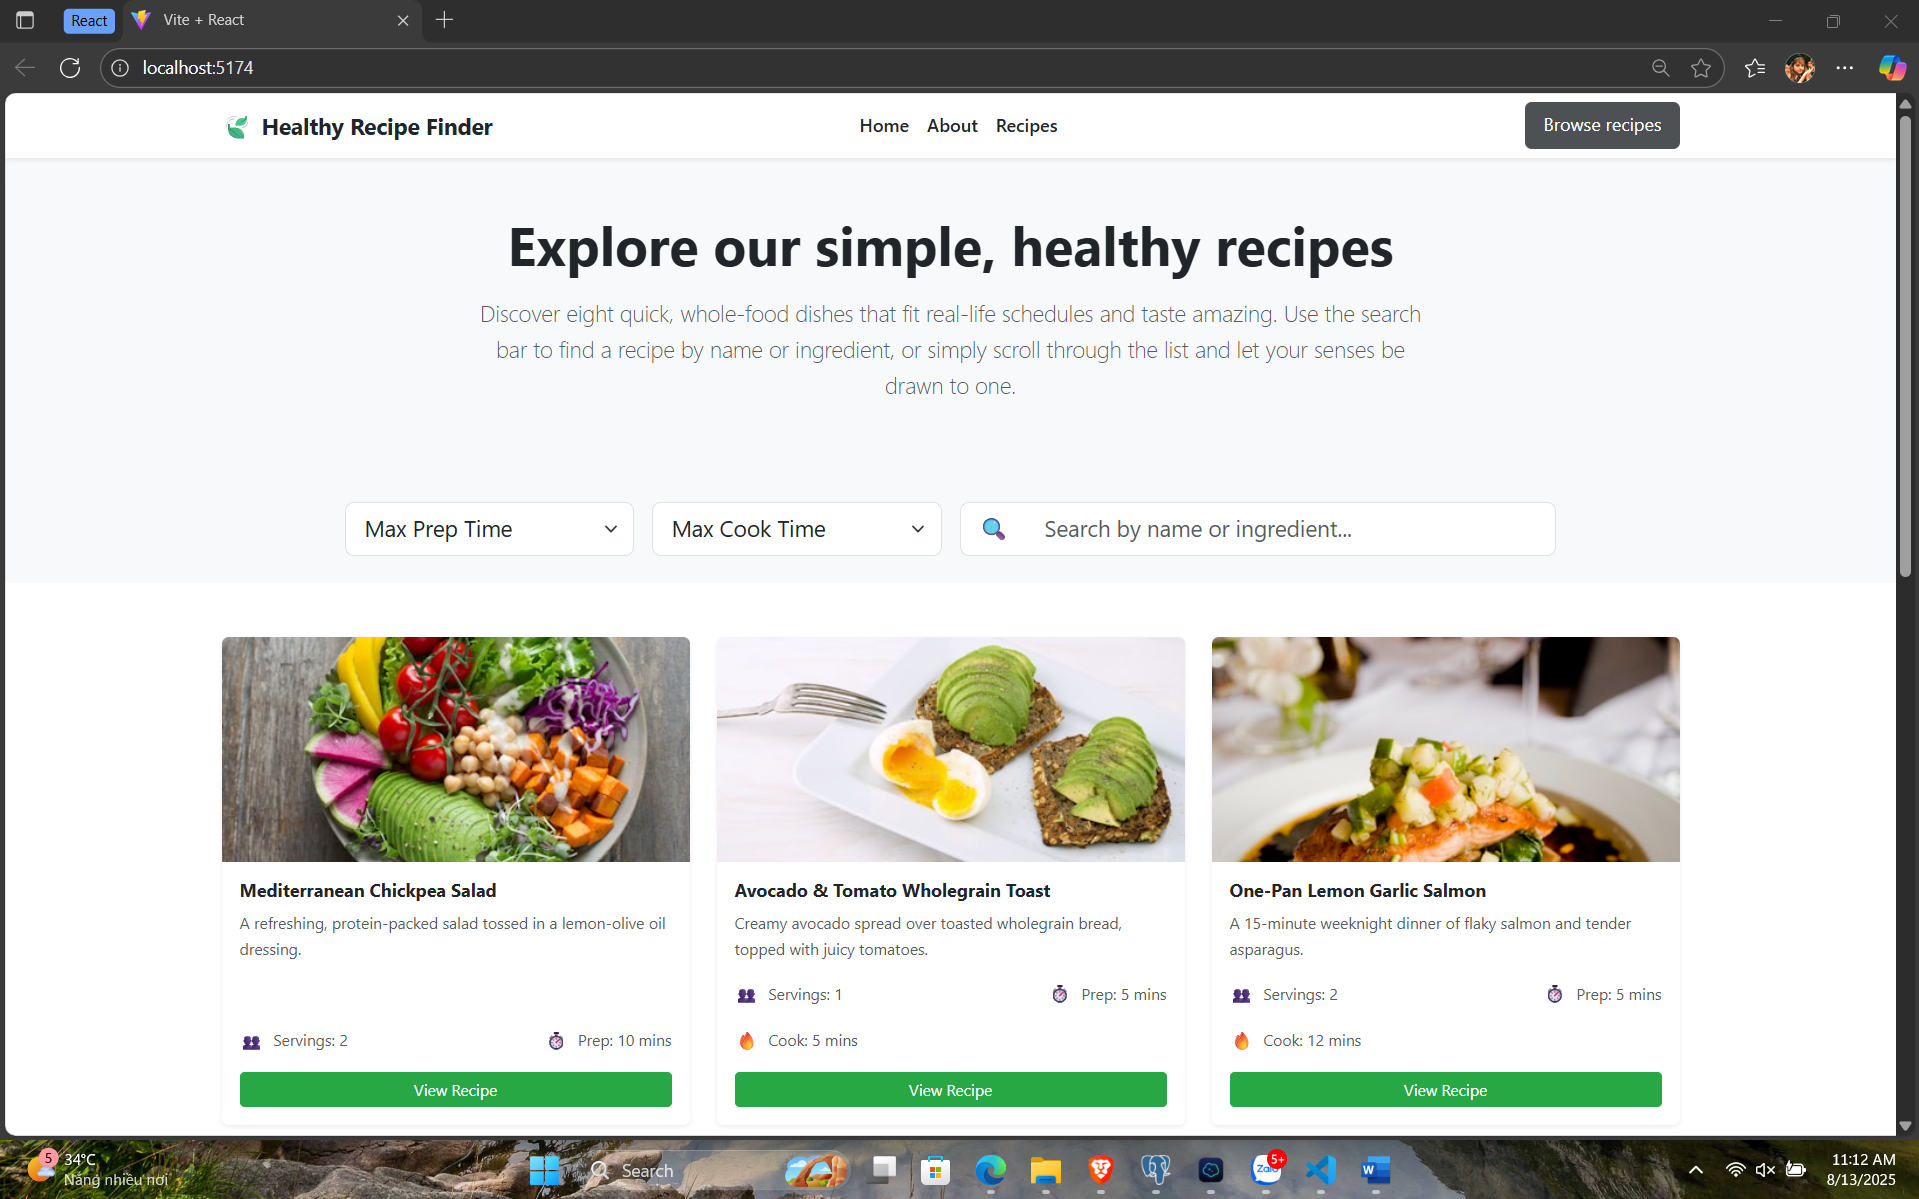 React
Vite + React
localhost:5174
Healthy Recipe Finder
Home
About
Recipes
Browse recipes
Explore our simple, healthy recipes
Discover eight quick, whole-food dishes that fit real-life schedules and taste amazing. Use the search
bar to find a recipe by name or ingredient, or simply scroll through the list and let your senses be
drawn to one.
Max Prep Time
Max Cook Time
Search by name or ingredient...
Mediterranean Chickpea Salad
A refreshing, protein-packed salad tossed in a lemon-olive oil
dressing.
Servings: 2
Prep: 10 mins
View Recipe
Avocado & Tomato Wholegrain Toast
Creamy avocado spread over toasted wholegrain bread,
topped with juicy tomatoes.
Servings: 1
Prep: 5 mins
Cook: 5 mins
View Recipe
One-Pan Lemon Garlic Salmon
A 15-minute weeknight dinner of flaky salmon and tender
asparagus.
Servings: 2
Prep: 5 mins
Cook: 12 mins
View Recipe
5
34°C
Nắng nhiều nơi
Search
Zalo
5+
W
11:12 AM
8/13/2025